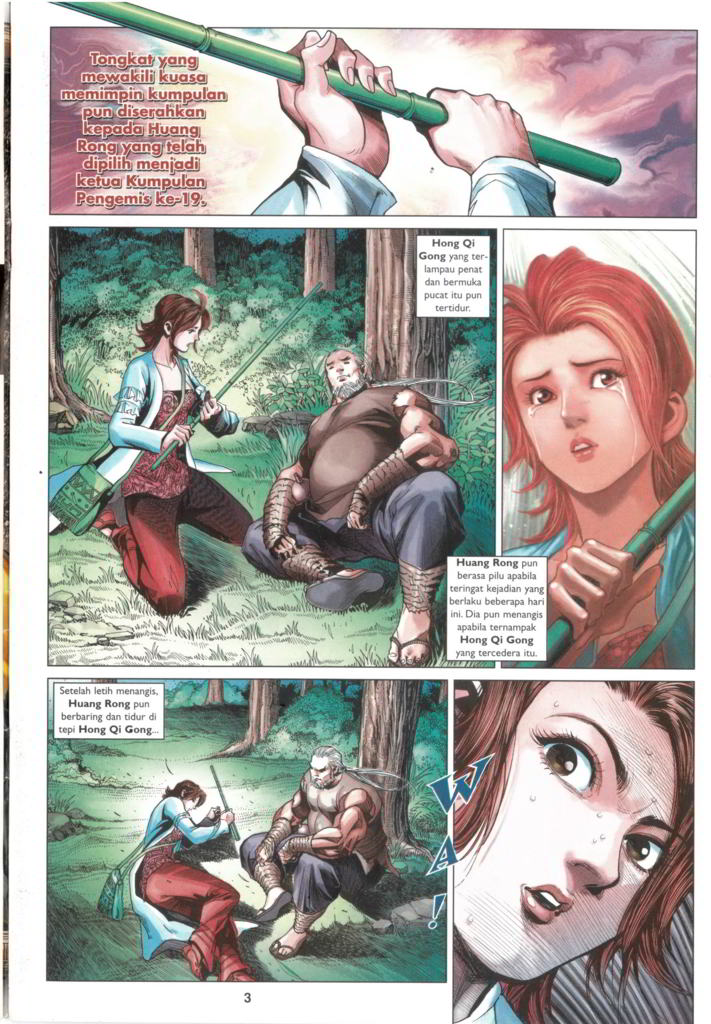 Tongkat yang
mewakili kuasa
memimpin kumpulan
pun diserahkan
kepada Huang
Rong yang telah
dipilih menjadi
ketua Kumpulan
Pengemis ke-19.
Hong Qi
Gong yang ter-
lampau penat
dan bermuka
pucat itu pun
tertidur.
Huang Rong pun
berasa pilu apabila
teringat kejadian yang
berlaku beberapa hari
ini. Dia pun menangis
apabila ternampak
Hong Qi Gong
yang tercedera itu.
Setelah letih menangis,
Huang Rong pun
berbaring dan tidur di
tepi Hong Qi Gong...
WA!
3